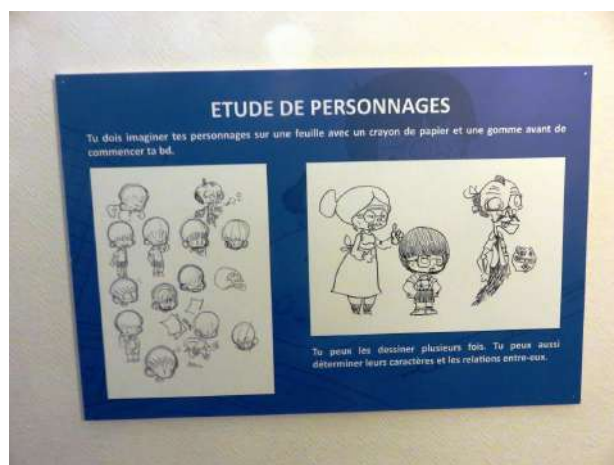 ETUDE DE PERSONNAGES
Tu dois imaginer tes personnages sur une feuille avec un crayon de papier et une gomme avant de
commencer ta bd.
Tu peux les dessiner plusieurs fois. Tu peux aussi
déterminer leurs caractères et les relations entre-eux.